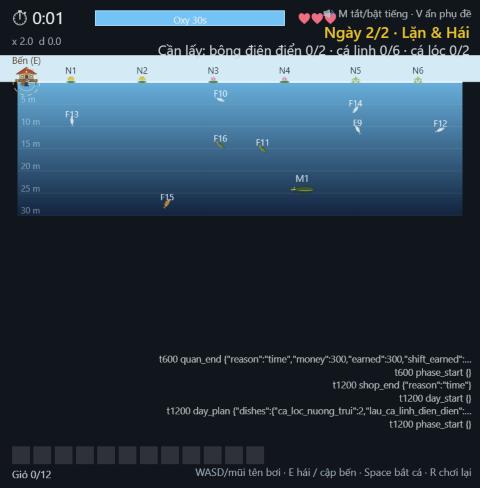 ⏱ 0:01
Oxy 30s
M tắt/bật tiếng · V ẩn phụ đề
x 2.0 d 0.0
Ngày 2/2 · Lặn & Hái
Cần lấy: bông điên điển 0/2 · cá linh 0/6 · cá lóc 0/2
Bến (E)
N1 N2 N3 N4 N5 N6
5 m
10 m
15 m
20 m
25 m
30 m
F10
F14
F13
F9
F12
F16
F11
M1
F15
t600 quan_end {"reason":"time","money":300,"earned":300,"shift_earned":...
t600 phase_start {}
t1200 shop_end {"reason":"time"}
t1200 day_start {}
t1200 day_plan {"dishes":{"ca_loc_nuong_trui":2,"lau_ca_linh_dien_dien":...
t1200 phase_start {}
Giỏ 0/12
WASD/mũi tên bơi · E hái / cập bến · Space bắt cá · R chơi lại